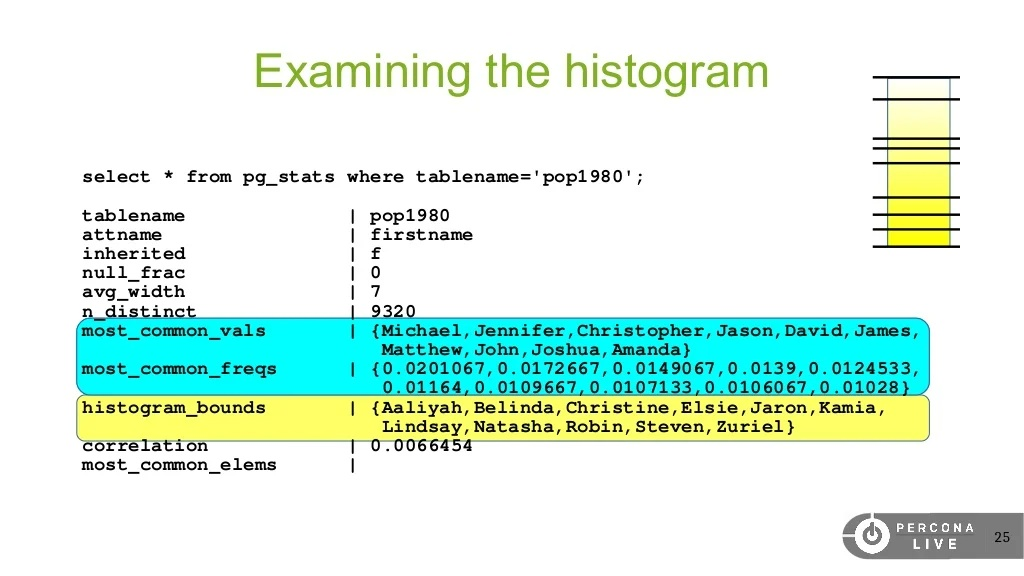 Examining the histogram
select * from pg_stats where tablename='pop1980';
tablename | pop1980
attname | firstname
inherited | f
null_frac | 0
avg_width | 7
n_distinct | 9320
most_common_vals | {Michael,Jennifer,Christopher,Jason,David,James,
Matthew,John,Joshua,Amanda}
most_common_freqs | {0.0201067,0.0172667,0.0149067,0.0139,0.0124533,
0.01164,0.0109667,0.0107133,0.0106067,0.01028}
histogram_bounds | {Aaliyah,Belinda,Christine,Elsie,Jaron,Kamia,
Lindsay,Natasha,Robin,Steven,Zuriel}
correlation | 0.0066454
most_common_elems |
PERCONA
LIVE
25